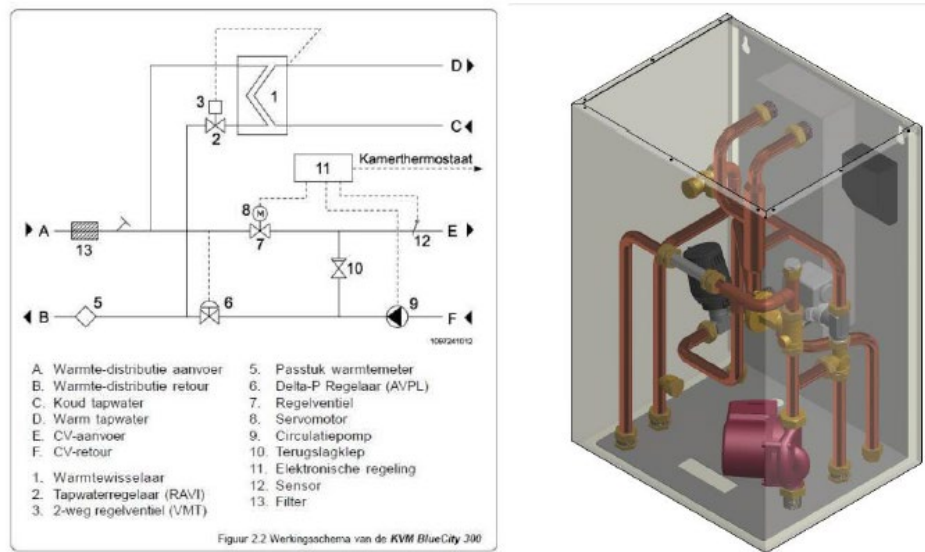 D
3
1
2
C
Kamerthermostaat
11
8
M
A
E
13
7
12
10
5
6
9
B
F
1097241012
A. Warmte-distributie aanvoer
B. Warmte-distributie retour
C. Koud tapwater
D. Warm tapwater
E. CV-aanvoer
F. CV-retour
1. Warmtewisselaar
2. Tapwaterregelaar (RAVI)
3. 2-weg regelventiel (VMT)
5. Passtuk warmtemeter
6. Delta-P Regelaar (AVPL)
7. Regelventiel
8. Servomotor
9. Circulatiepomp
10. Terugslagklep
11. Elektronische regeling
12. Sensor
13. Filter
Figuur 2.2 Werkingsschema van de KVM BlueCity 300